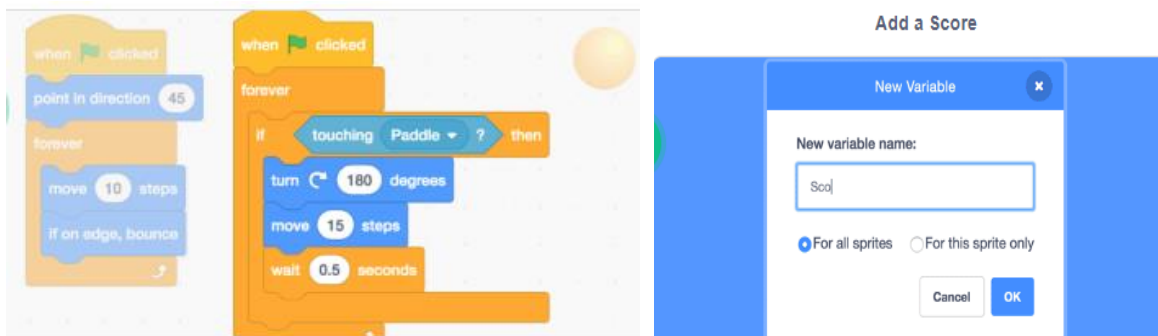 when clicked
point in direction 45
forever
move 10 steps
if on edge, bounce
when clicked
forever
if touching Paddle ? then
turn 180 degrees
move 15 steps
wait 0.5 seconds
Add a Score
New Variable
New variable name:
Sco
For all sprites For this sprite only
Cancel OK